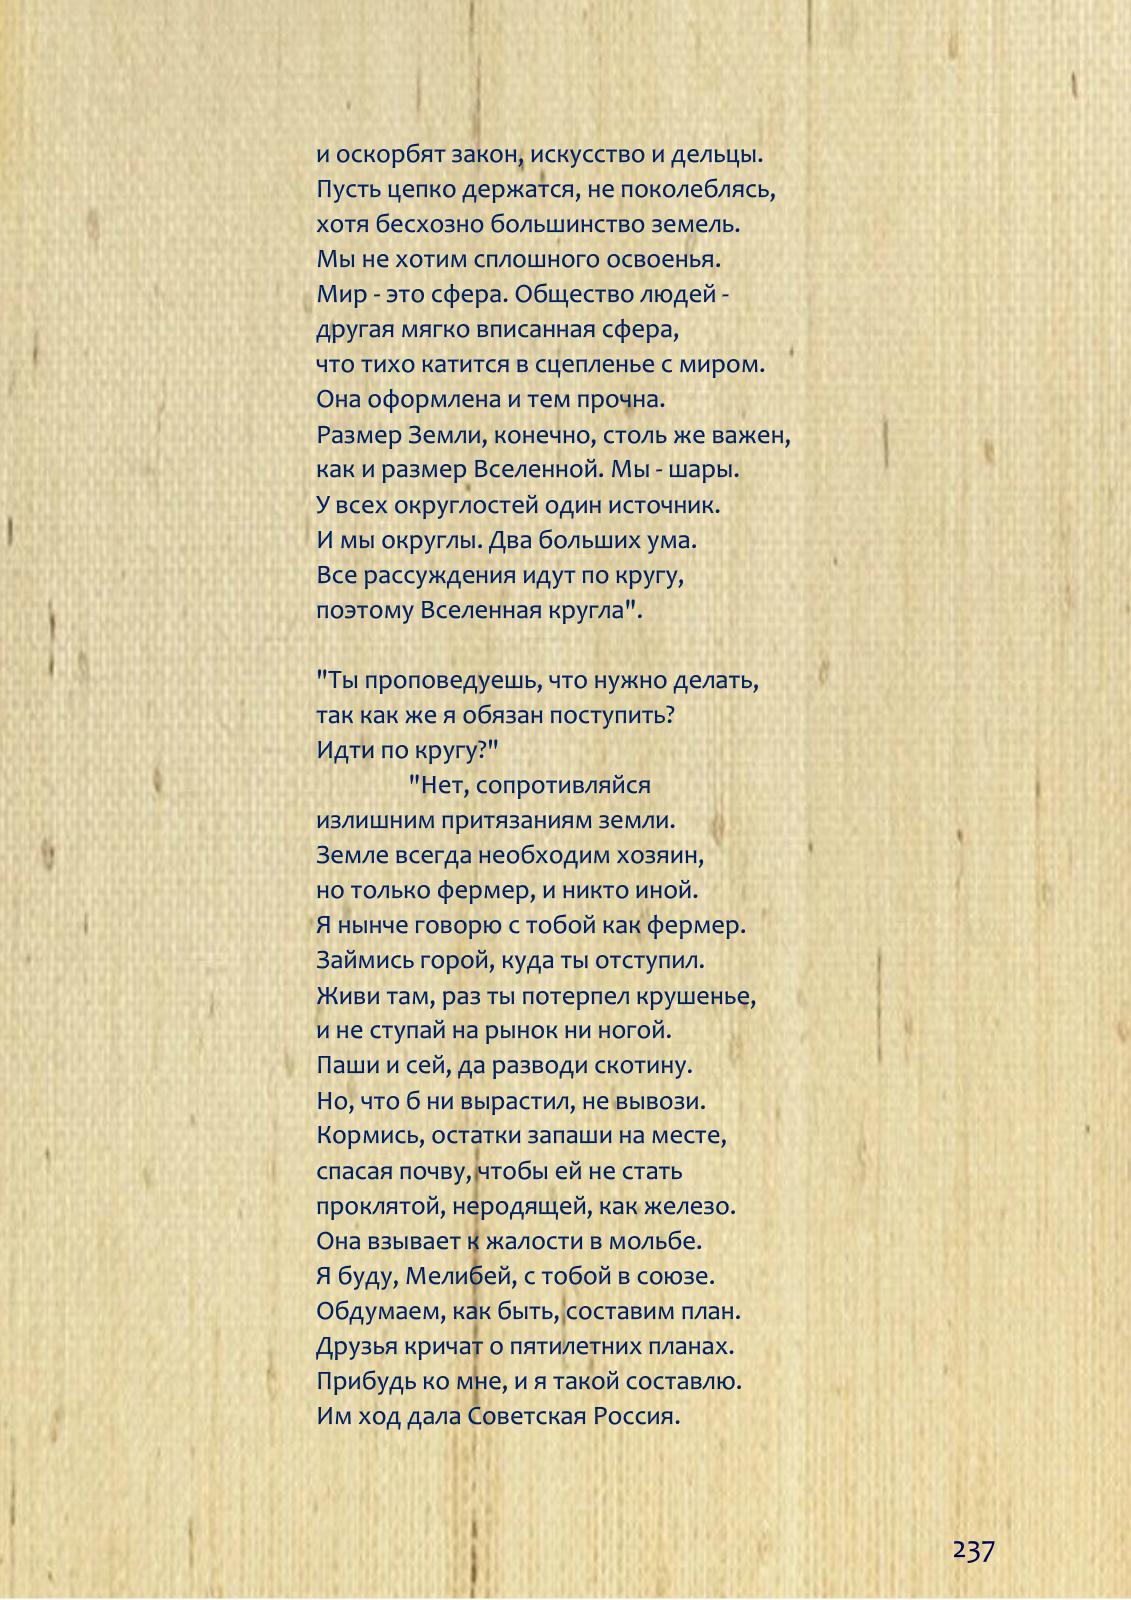 и оскорбят закон, искусство и дельцы.
Пусть цепко держатся, не поколеблясь,
хотя бесхозно большинство земель.
Мы не хотим сплошного освоенья.
Мир - это сфера. Общество людей -
другая мягко вписанная сфера,
что тихо катится в сцепленье с миром.
Она оформлена и тем прочна.
Размер Земли, конечно, столь же важен,
как и размер Вселенной. Мы - шары.
У всех округлостей один источник.
И мы округлы. Два больших ума.
Все рассуждения идут по кругу,
поэтому Вселенная кругла".
"Ты проповедуешь, что нужно делать,
так как же я обязан поступить?
Идти по кругу?"
"Нет, сопротивляйся
излишним притязаниям земли.
Земле всегда необходим хозяин,
но только фермер, и никто иной.
Я нынче говорю с тобой как фермер.
Займись горой, куда ты отступил.
Живи там, раз ты потерпел крушенье,
и не ступай на рынок ни ногой.
Паши и сей, да разводи скотину.
Но, что б ни вырастил, не вывози.
Кормись, остатки запаши на месте,
спасая почву, чтобы ей не стать
проклятой, неродящей, как железо.
Она взывает к жалости в мольбе.
Я буду, Мелибей, с тобой в союзе.
Обдумаем, как быть, составим план.
Друзья кричат о пятилетних планах.
Прибудь ко мне, и я такой составлю.
Им ход дала Советская Россия.
237